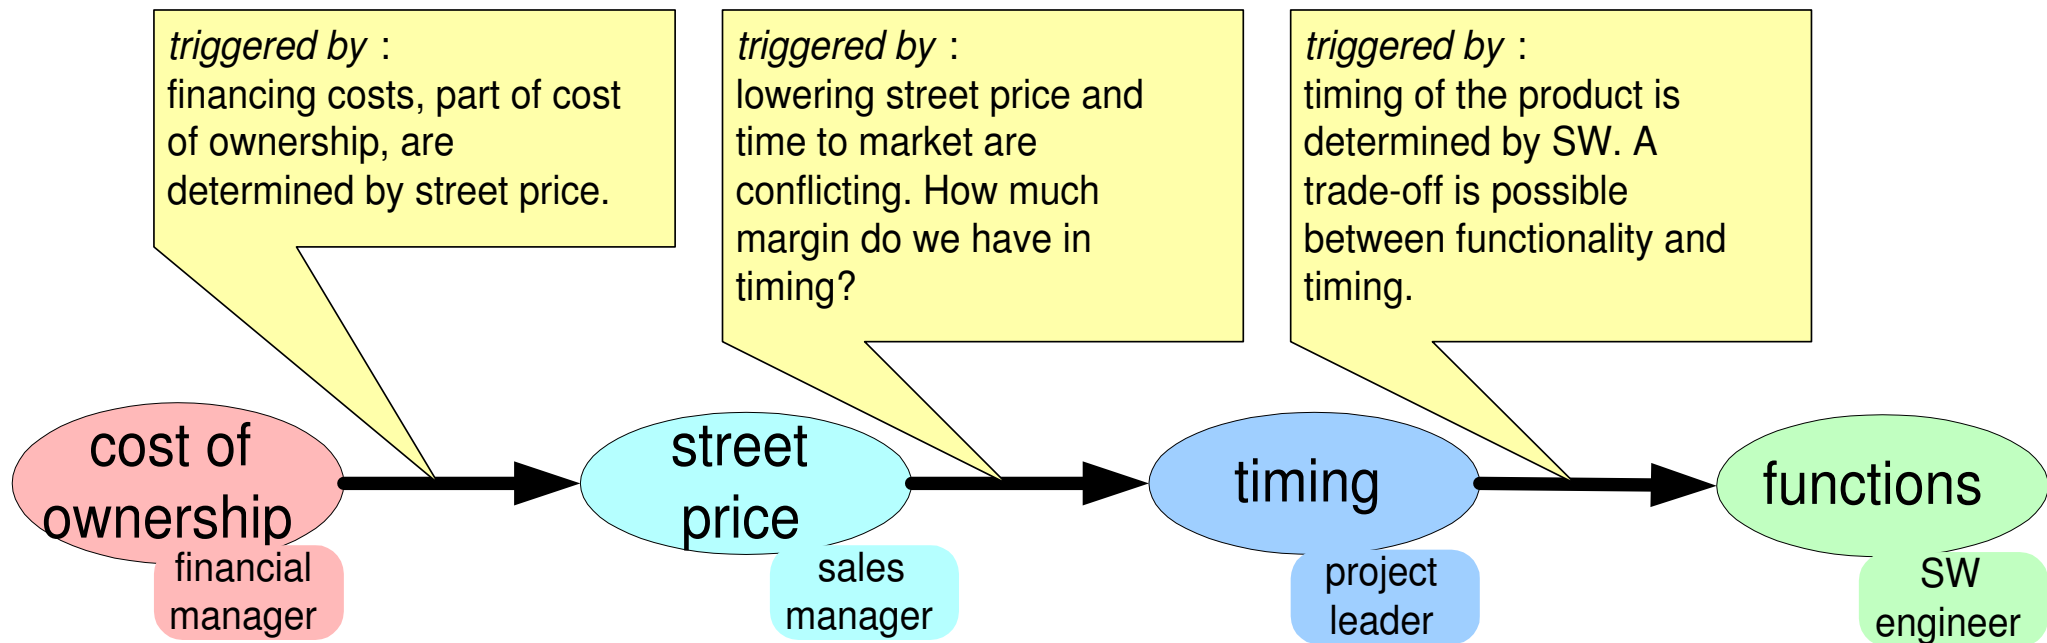 triggered by :
financing costs, part of cost
of ownership, are
determined by street price.
triggered by :
lowering street price and
time to market are
conflicting. How much
margin do we have in
timing?
triggered by :
timing of the product is
determined by SW. A
trade-off is possible
between functionality and
timing.
cost of
ownership
financial
manager
street
price
sales
manager
timing
project
leader
functions
SW
engineer